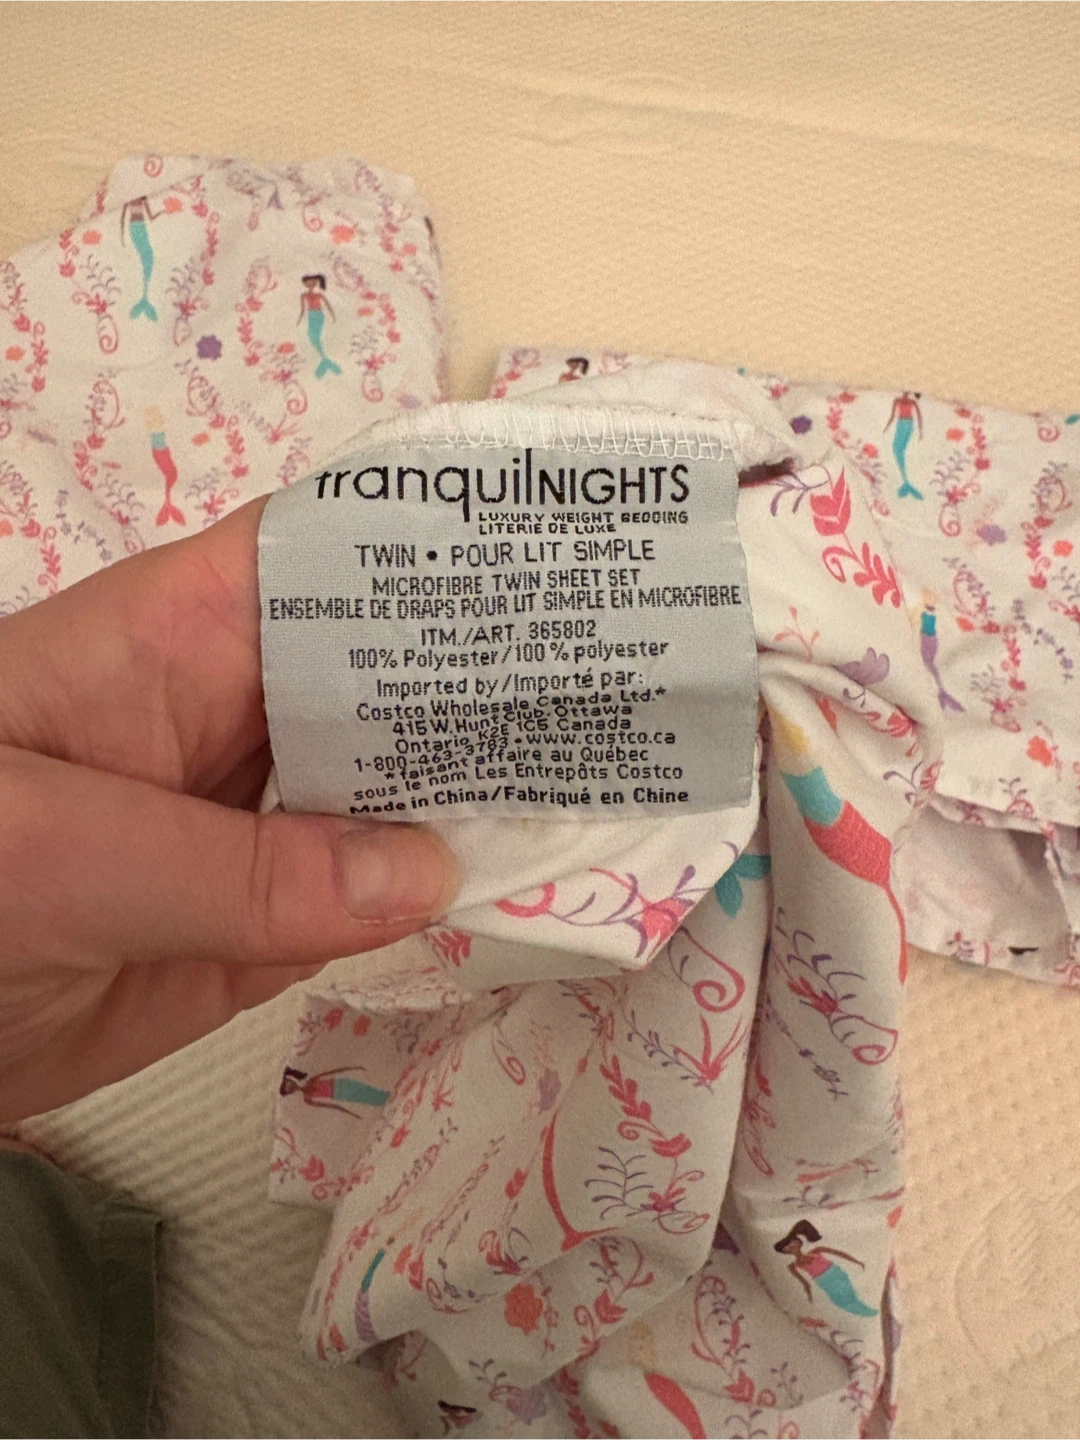 tranquilNIGHTS
LUXURY WEIGHT BEDDING
LITERIE DE LUXE
TWIN • POUR LIT SIMPLE
MICROFIBRE TWIN SHEET SET
ENSEMBLE DE DRAPS POUR LIT SIMPLE EN MICROFIBRE
ITM./ART. 365802
100% Polyester/100% polyester
Imported by/Importé par:
Costco Wholesale Canada Ltd.*
415 W. Hunt Club, Ottawa
Ontario K2E 1C5 Canada
1-800-463-3783 • www.costco.ca
*faisant affaire au Québec
sous le nom Les Entrepôts Costco
Made in China/Fabriqué en Chine